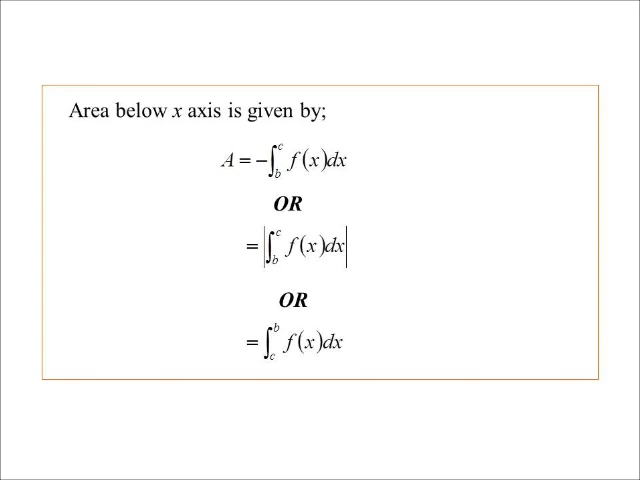 Area below x axis is given by;
A = −∫_b^c f(x)dx
OR
= |∫_b^c f(x)dx|
OR
= ∫_c^b f(x)dx